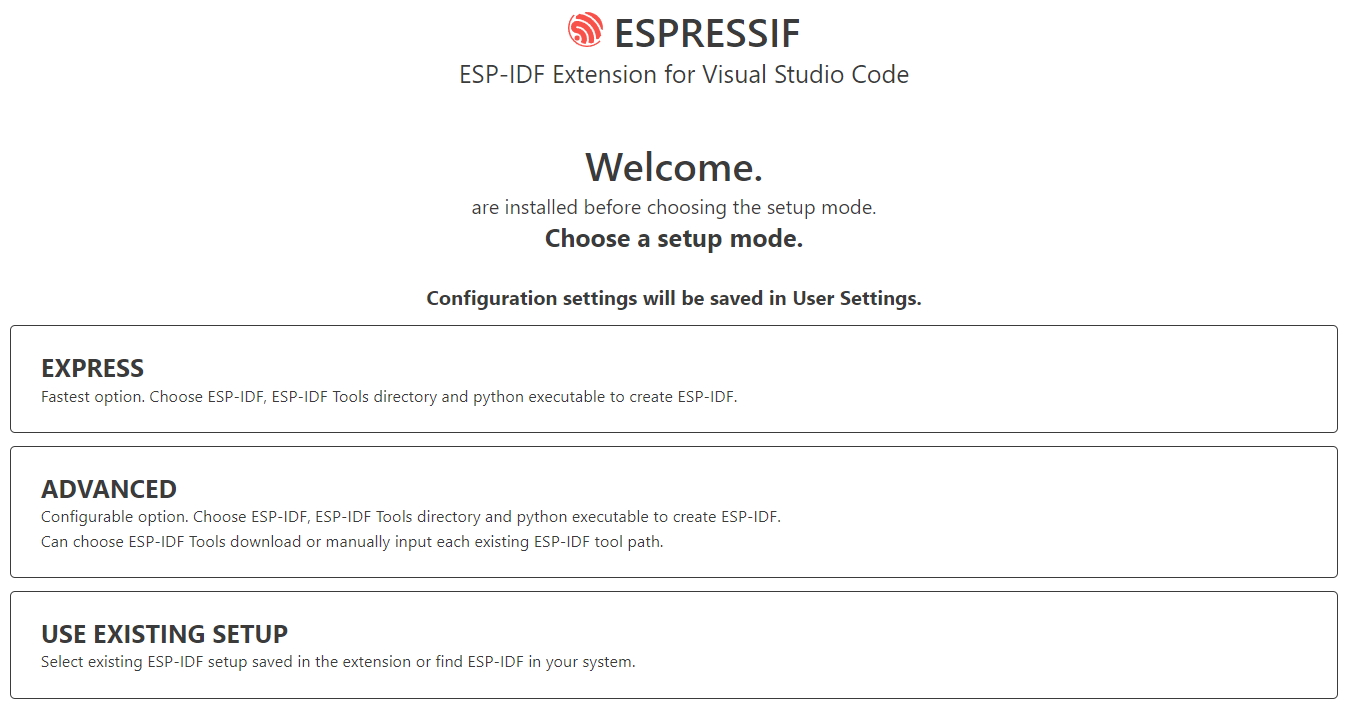 ESPRESSIF
ESP-IDF Extension for Visual Studio Code
Welcome.
are installed before choosing the setup mode.
Choose a setup mode.
Configuration settings will be saved in User Settings.
EXPRESS
Fastest option. Choose ESP-IDF, ESP-IDF Tools directory and python executable to create ESP-IDF.
ADVANCED
Configurable option. Choose ESP-IDF, ESP-IDF Tools directory and python executable to create ESP-IDF.
Can choose ESP-IDF Tools download or manually input each existing ESP-IDF tool path.
USE EXISTING SETUP
Select existing ESP-IDF setup saved in the extension or find ESP-IDF in your system.